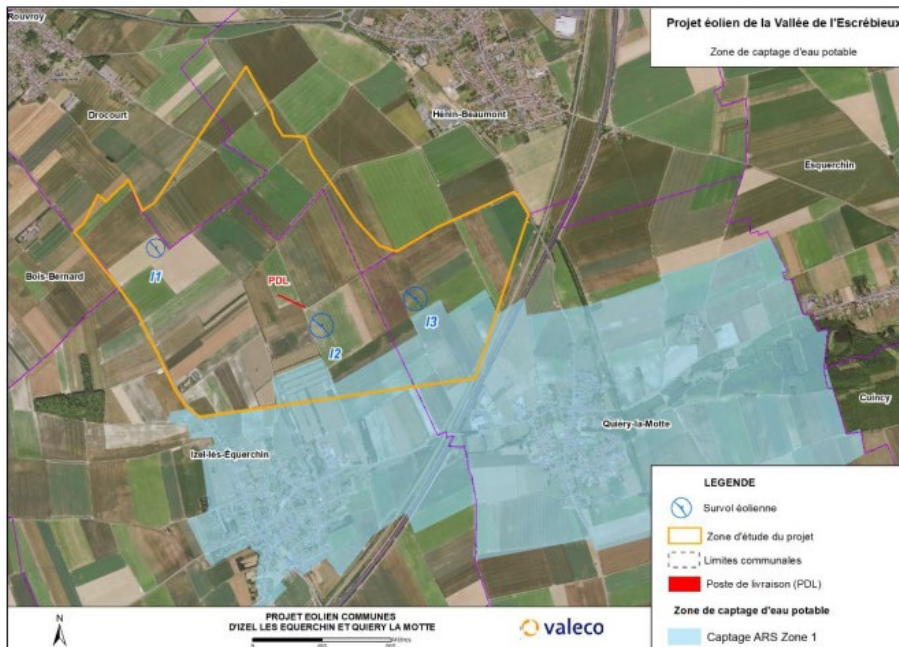 Rouvroy
Projet éolien de la Vallée de l'Escrébieux
Zone de captage d'eau potable
Drocourt
Hénin-Beaumont
Esquerchin
I1
Bois-Bernard
PDL
I3
I2
Cuincy
Quiery-la-Motte
Izel-lès-Équerchin
LEGENDE
Survol éolienne
Zone d'étude du projet
Limites communales
Poste de livraison (PDL)
Zone de captage d'eau potable
Captage ARS Zone 1
N
PROJET EOLIEN COMMUNES
D'IZEL LES EQUERCHIN ET QUIERY LA MOTTE
0
valeco